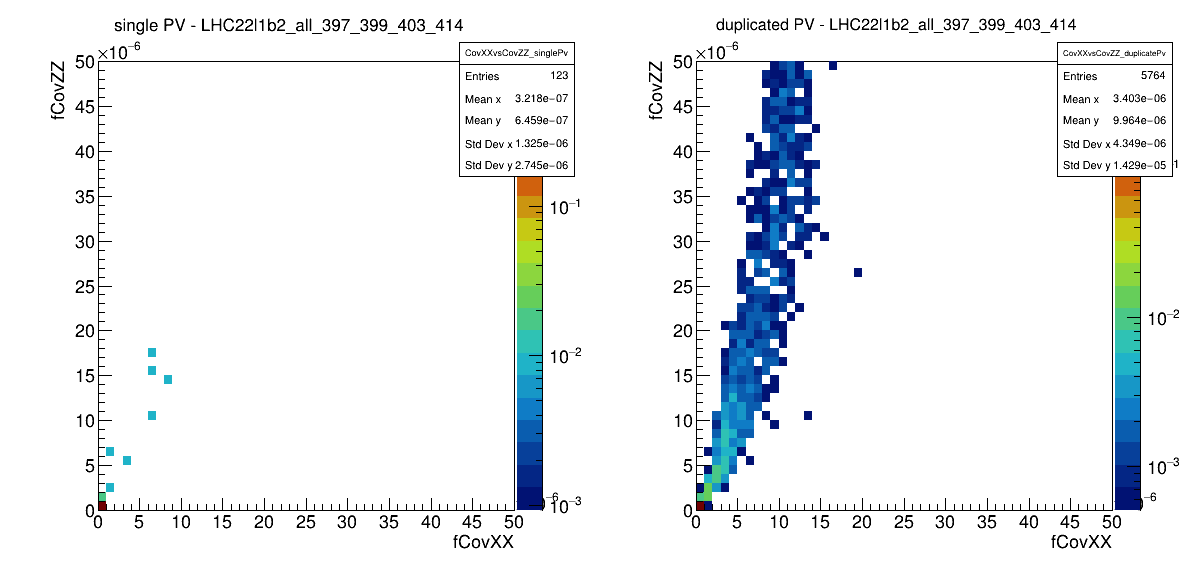 single PV - LHC22l1b2_all_397_399_403_414
×10⁻⁶
fCovZZ
50
45
40
35
30
25
20
15
10
5
0
0 5 10 15 20 25 30 35 40 45 50
fCovXX
CovXXvsCovZZ_singlePv
Entries 123
Mean x 3.218e−07
Mean y 6.459e−07
Std Dev x 1.325e−06
Std Dev y 2.745e−06
10⁻¹
10⁻²
10⁻³
duplicated PV - LHC22l1b2_all_397_399_403_414
×10⁻⁶
fCovZZ
50
45
40
35
30
25
20
15
10
5
0
0 5 10 15 20 25 30 35 40 45 50
fCovXX
CovXXvsCovZZ_duplicatePv
Entries 5764
Mean x 3.403e−06
Mean y 9.964e−06
Std Dev x 4.349e−06
Std Dev y 1.429e−05
10⁻²
10⁻³